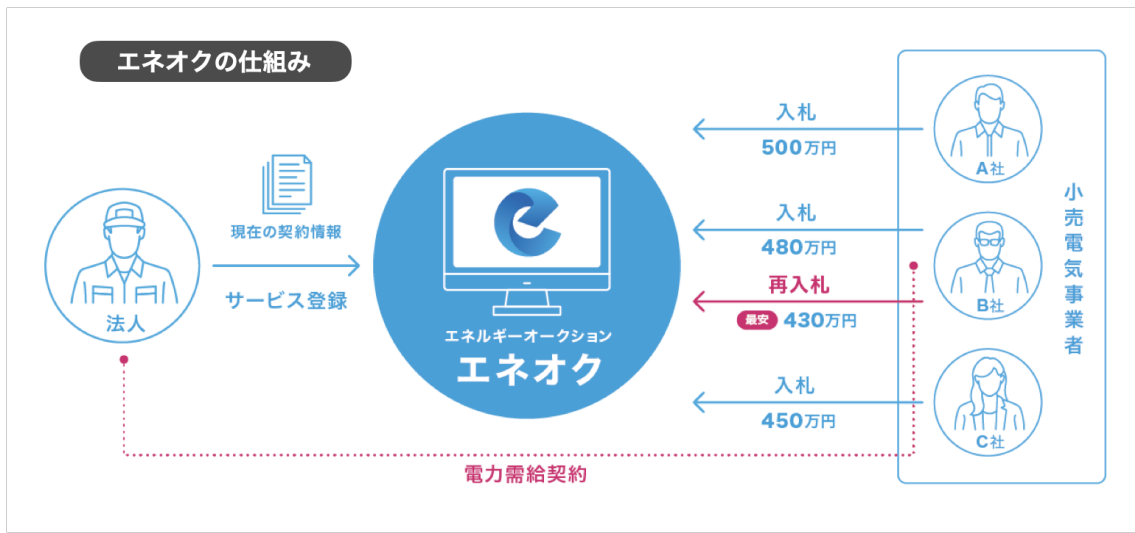 エネオクの仕組み
現在の契約情報
サービス登録
法人
エネルギーオークション
エネオク
入札
500万円
入札
480万円
再入札
最安 430万円
入札
450万円
A社
B社
C社
小売電気事業者
電力需給契約